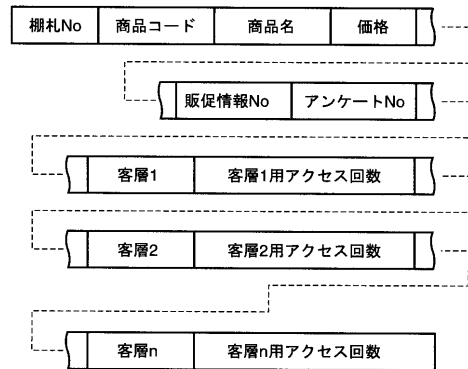 棚札No 商品コード 商品名 価格
販促情報No アンケートNo
客層1 客層1用アクセス回数
客層2 客層2用アクセス回数
客層n 客層n用アクセス回数